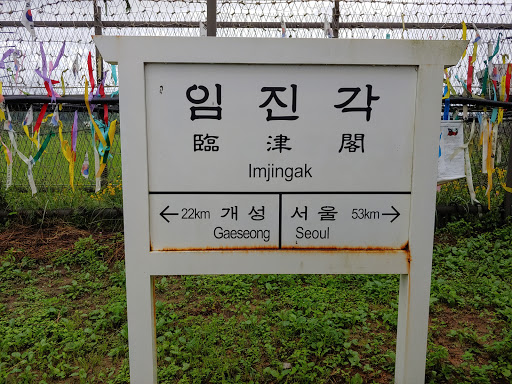 임진각
臨津閣
Imjingak
← 22km 개성 서울 53km →
Gaeseong Seoul